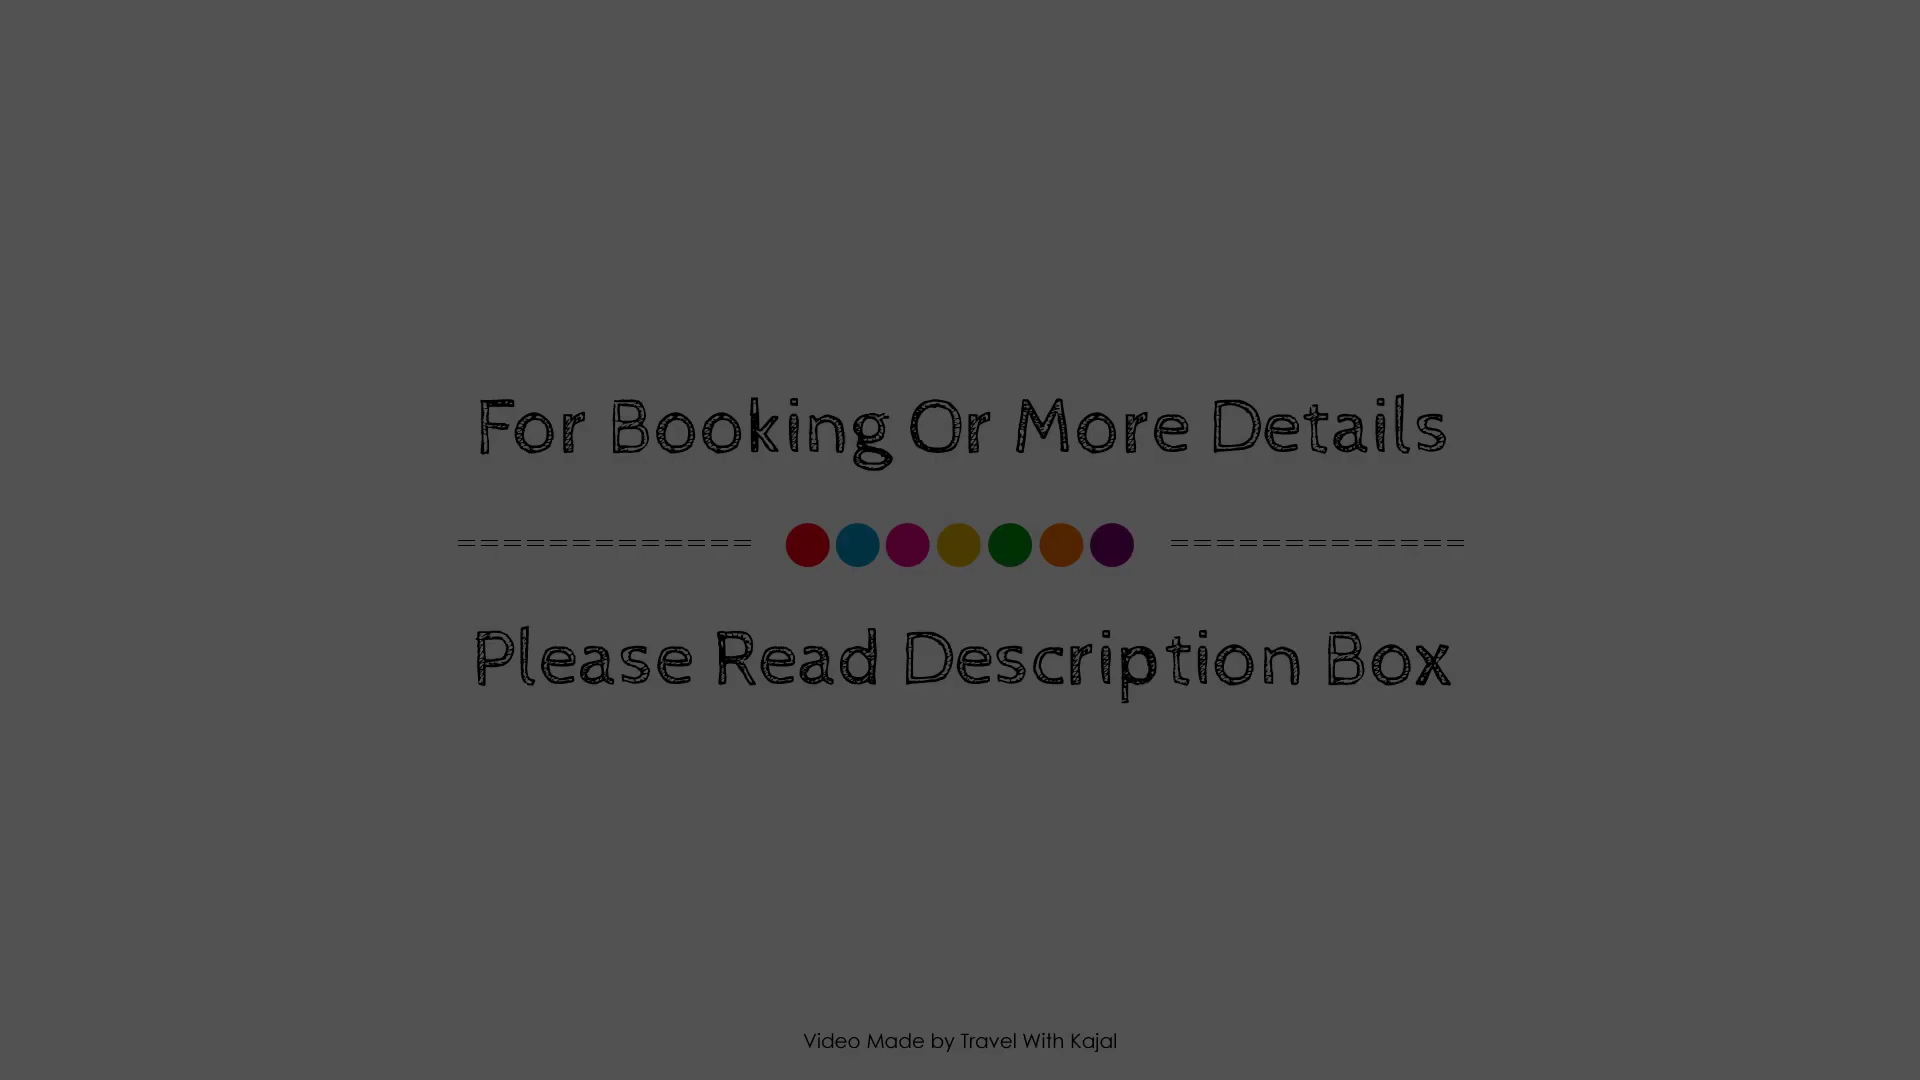 For Booking Or More Details
============= =============
Please Read Description Box
Video Made by Travel With Kajal